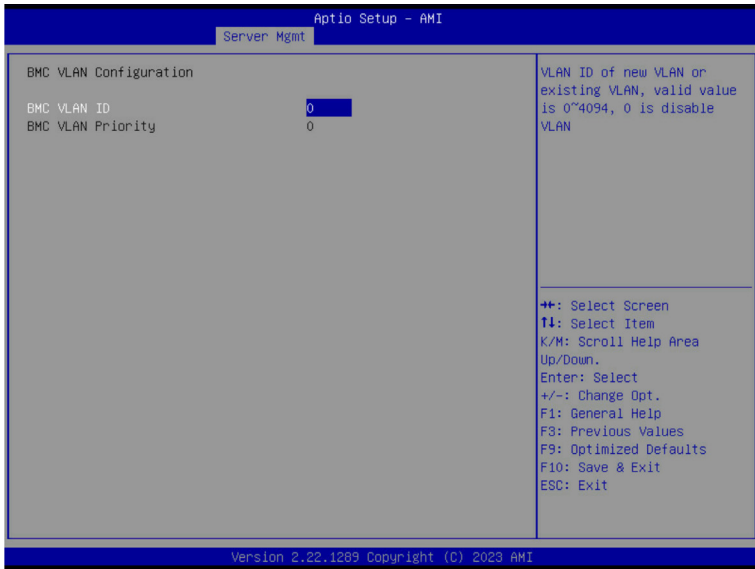 Aptio Setup – AMI
Server Mgmt
BMC VLAN Configuration
BMC VLAN ID 0
BMC VLAN Priority 0
VLAN ID of new VLAN or
existing VLAN, valid value
is 0~4094, 0 is disable
VLAN
→←: Select Screen
↑↓: Select Item
K/M: Scroll Help Area
Up/Down.
Enter: Select
+/-: Change Opt.
F1: General Help
F3: Previous Values
F9: Optimized Defaults
F10: Save & Exit
ESC: Exit
Version 2.22.1289 Copyright (C) 2023 AMI